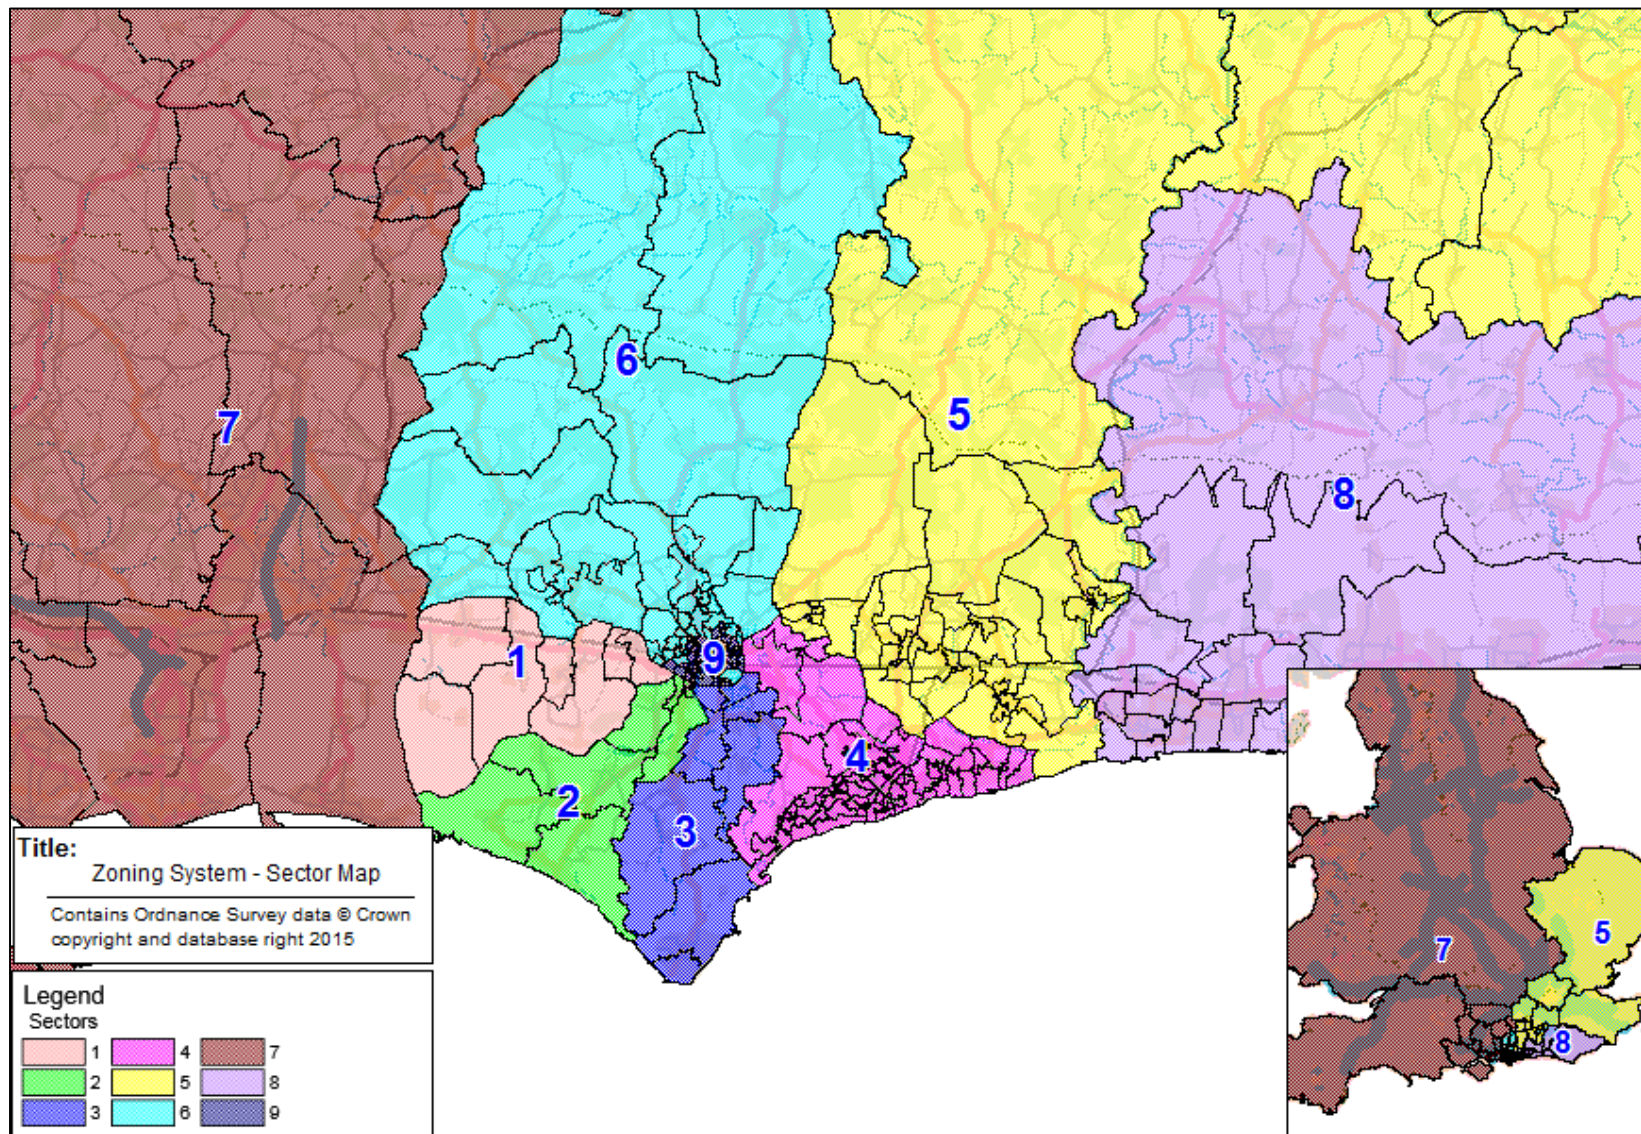 6
7
5
8
1
9
4
2
3
Title:
Zoning System - Sector Map
Contains Ordnance Survey data © Crown
copyright and database right 2015
Legend
Sectors
1 4 7
2 5 8
3 6 9
5
7
8